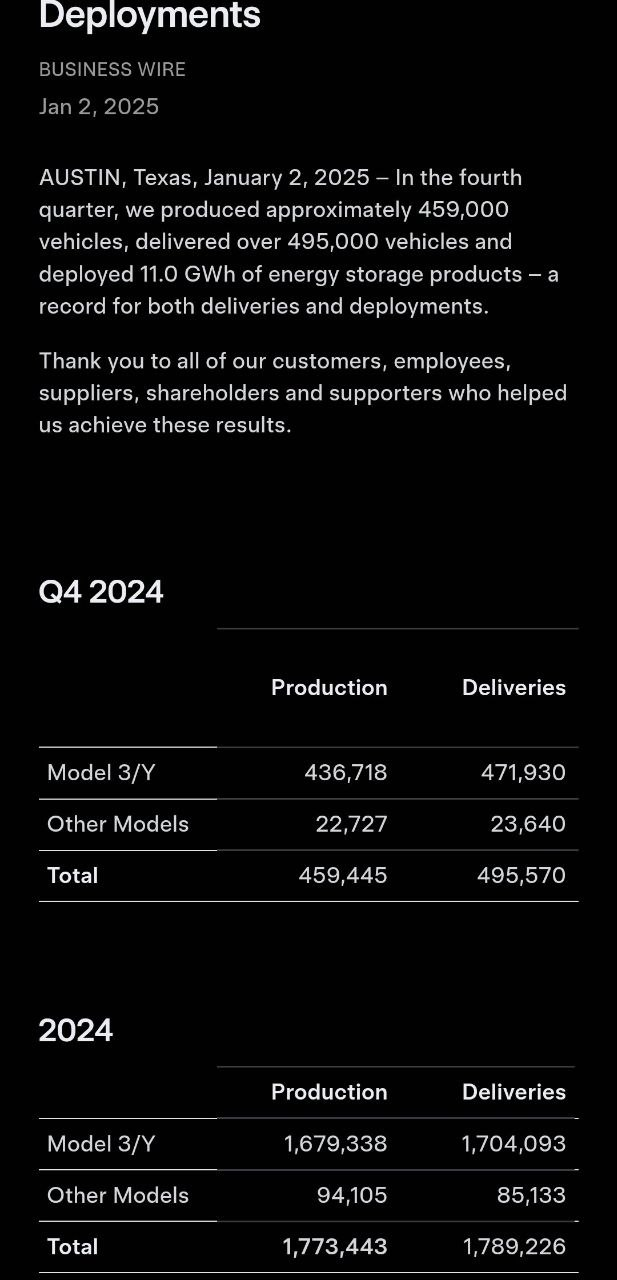 Deployments
BUSINESS WIRE
Jan 2, 2025
AUSTIN, Texas, January 2, 2025 – In the fourth
quarter, we produced approximately 459,000
vehicles, delivered over 495,000 vehicles and
deployed 11.0 GWh of energy storage products – a
record for both deliveries and deployments.
Thank you to all of our customers, employees,
suppliers, shareholders and supporters who helped
us achieve these results.
Q4 2024
Production Deliveries
Model 3/Y 436,718 471,930
Other Models 22,727 23,640
Total 459,445 495,570
2024
Production Deliveries
Model 3/Y 1,679,338 1,704,093
Other Models 94,105 85,133
Total 1,773,443 1,789,226